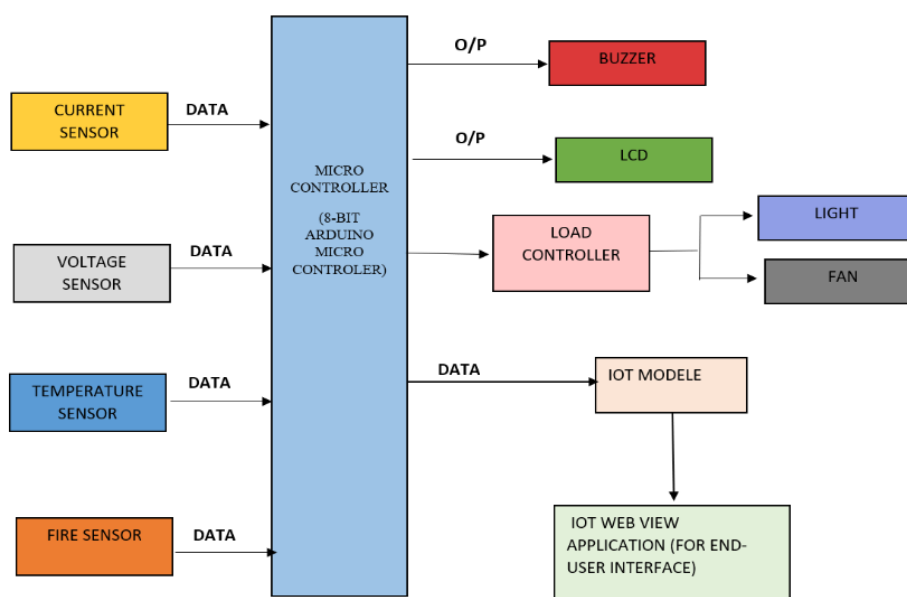 CURRENT
SENSOR
DATA
VOLTAGE
SENSOR
DATA
TEMPERATURE
SENSOR
DATA
FIRE SENSOR
DATA
MICRO
CONTROLLER
(8-BIT
ARDUINO
MICRO
CONTROLER)
O/P
BUZZER
O/P
LCD
LOAD
CONTROLLER
LIGHT
FAN
DATA
IOT MODELE
IOT WEB VIEW
APPLICATION (FOR END-
USER INTERFACE)